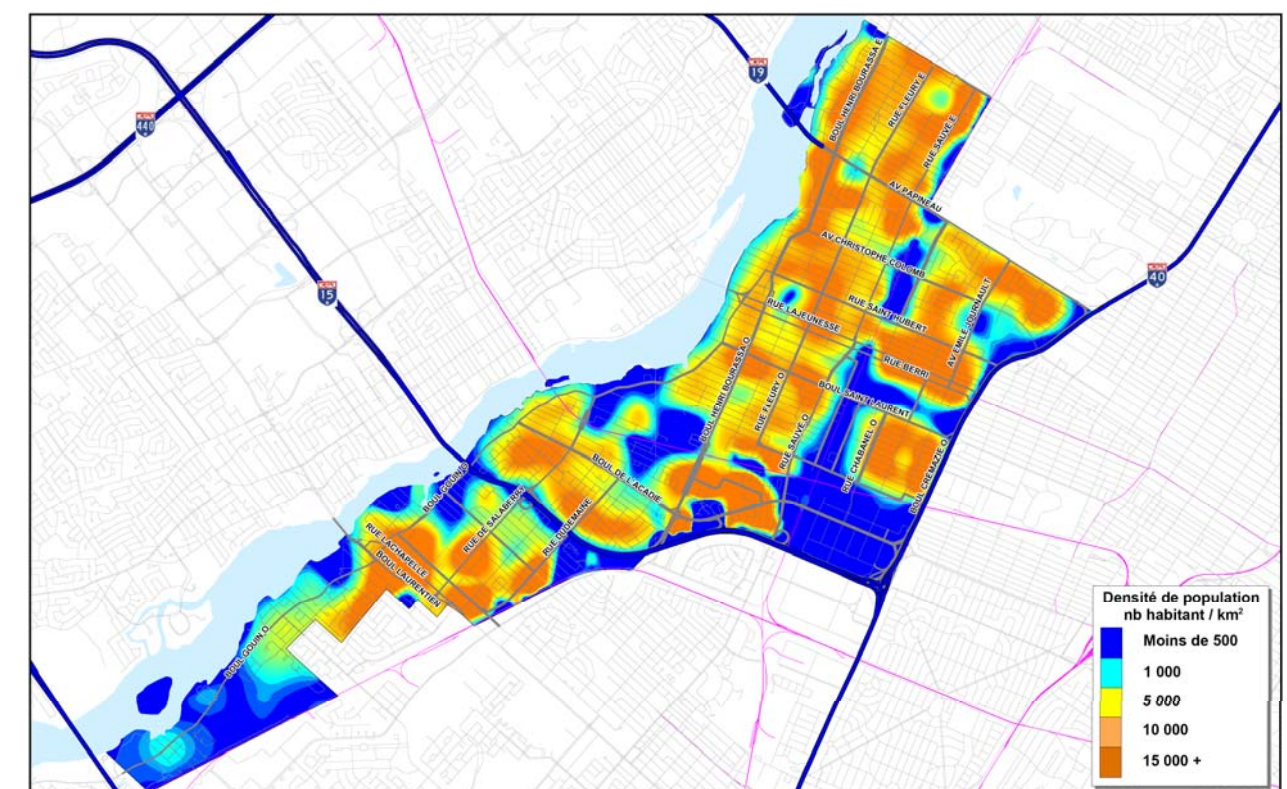 19
440
15
40
BOUL HENRI BOURASSA E
RUE FLEURY E
RUE SAUVÉ E
AV PAPINEAU
AV CHRISTOPHE COLOMB
RUE SAINT HUBERT
RUE LAJEUNESSE
AV EMILE JOURNAULT
RUE BERRI
BOUL SAINT LAURENT
BOUL HENRI BOURASSA O
RUE FLEURY O
RUE SAUVÉ O
RUE CHABANEL O
BOUL CREMAZIE O
BOUL DE L'ACADIE
BOUL GOUIN O
RUE DE SALABERRY
RUE DUDEMAINE
RUE LACHAPELLE
BOUL LAURENTIEN
BOUL GOUIN O
Densité de population
nb habitant / km²
Moins de 500
1 000
5 000
10 000
15 000 +